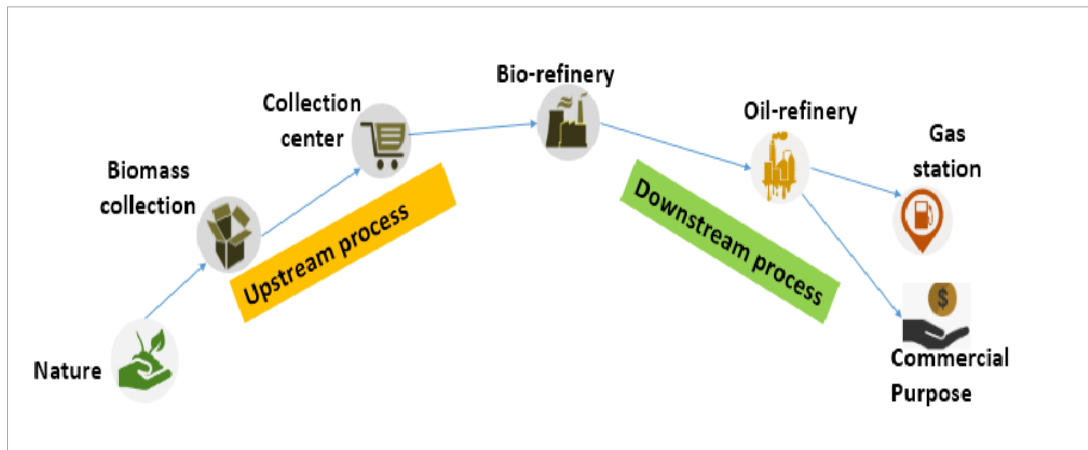 Nature
Biomass
collection
Collection
center
Upstream process
Bio-refinery
Downstream process
Oil-refinery
Gas
station
$
Commercial
Purpose